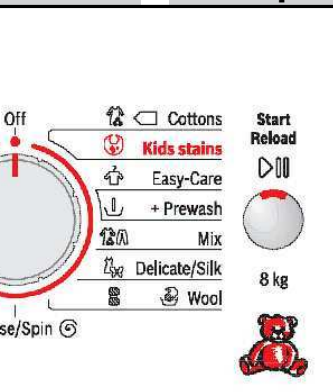 Off
Cottons
Kids stains
Easy-Care
+ Prewash
Mix
Delicate/Silk
Wool
Start
Reload
8 kg
se/Spin